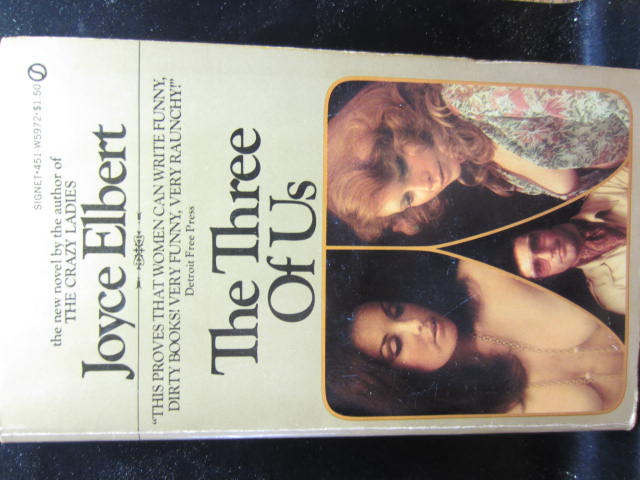 SIGNET•451-W5972•$1.50
the new novel by the author of
THE CRAZY LADIES
Joyce Elbert
"THIS PROVES THAT WOMEN CAN WRITE FUNNY,
DIRTY BOOKS! VERY FUNNY, VERY RAUNCHY!"
Detroit Free Press
The Three
Of Us